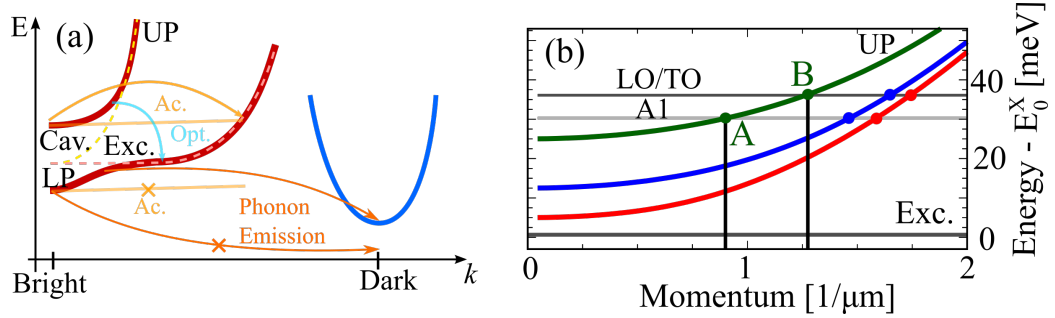 E
(a)
UP
Ac.
Cav.
Exc.
Opt.
LP
Ac.
Phonon
Emission
Bright
Dark
k
(b)
UP
LO/TO
B
A1
A
Exc.
40
20
0
1
2
Momentum [1/μm]
Energy - E₀ˣ [meV]